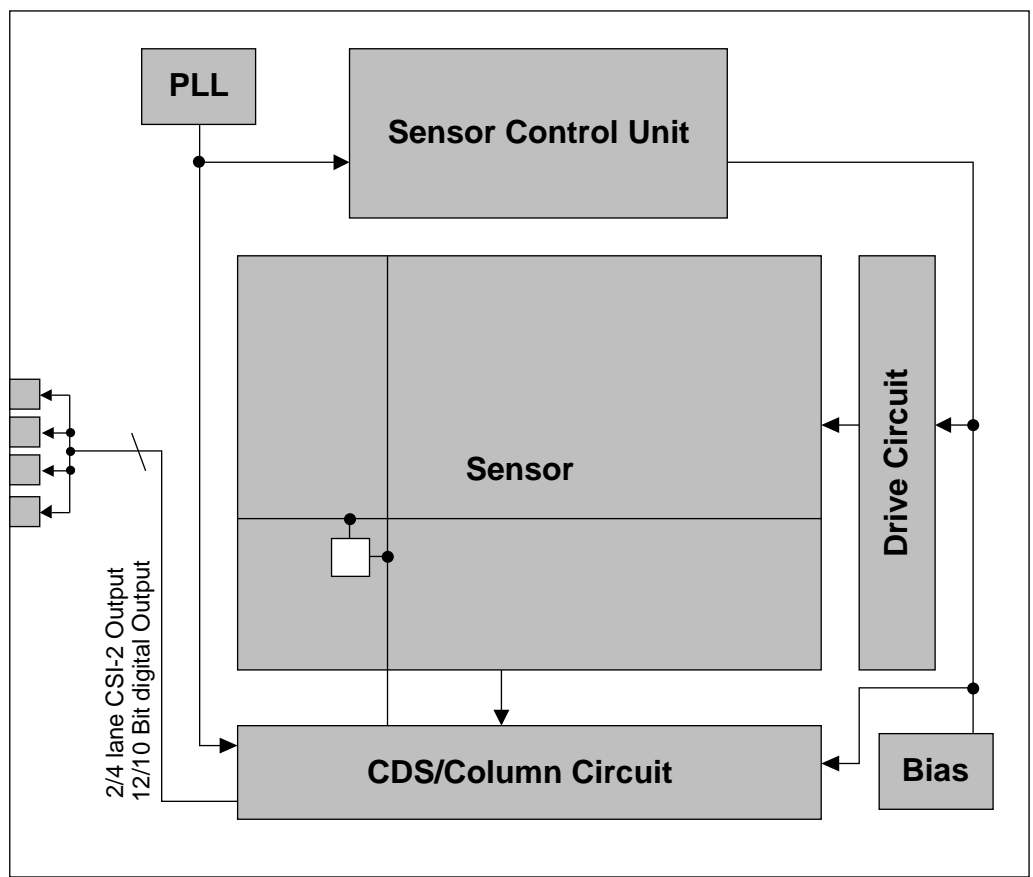 PLL
Sensor Control Unit
Sensor
Drive Circuit
2/4 lane CSI-2 Output
12/10 Bit digital Output
CDS/Column Circuit
Bias